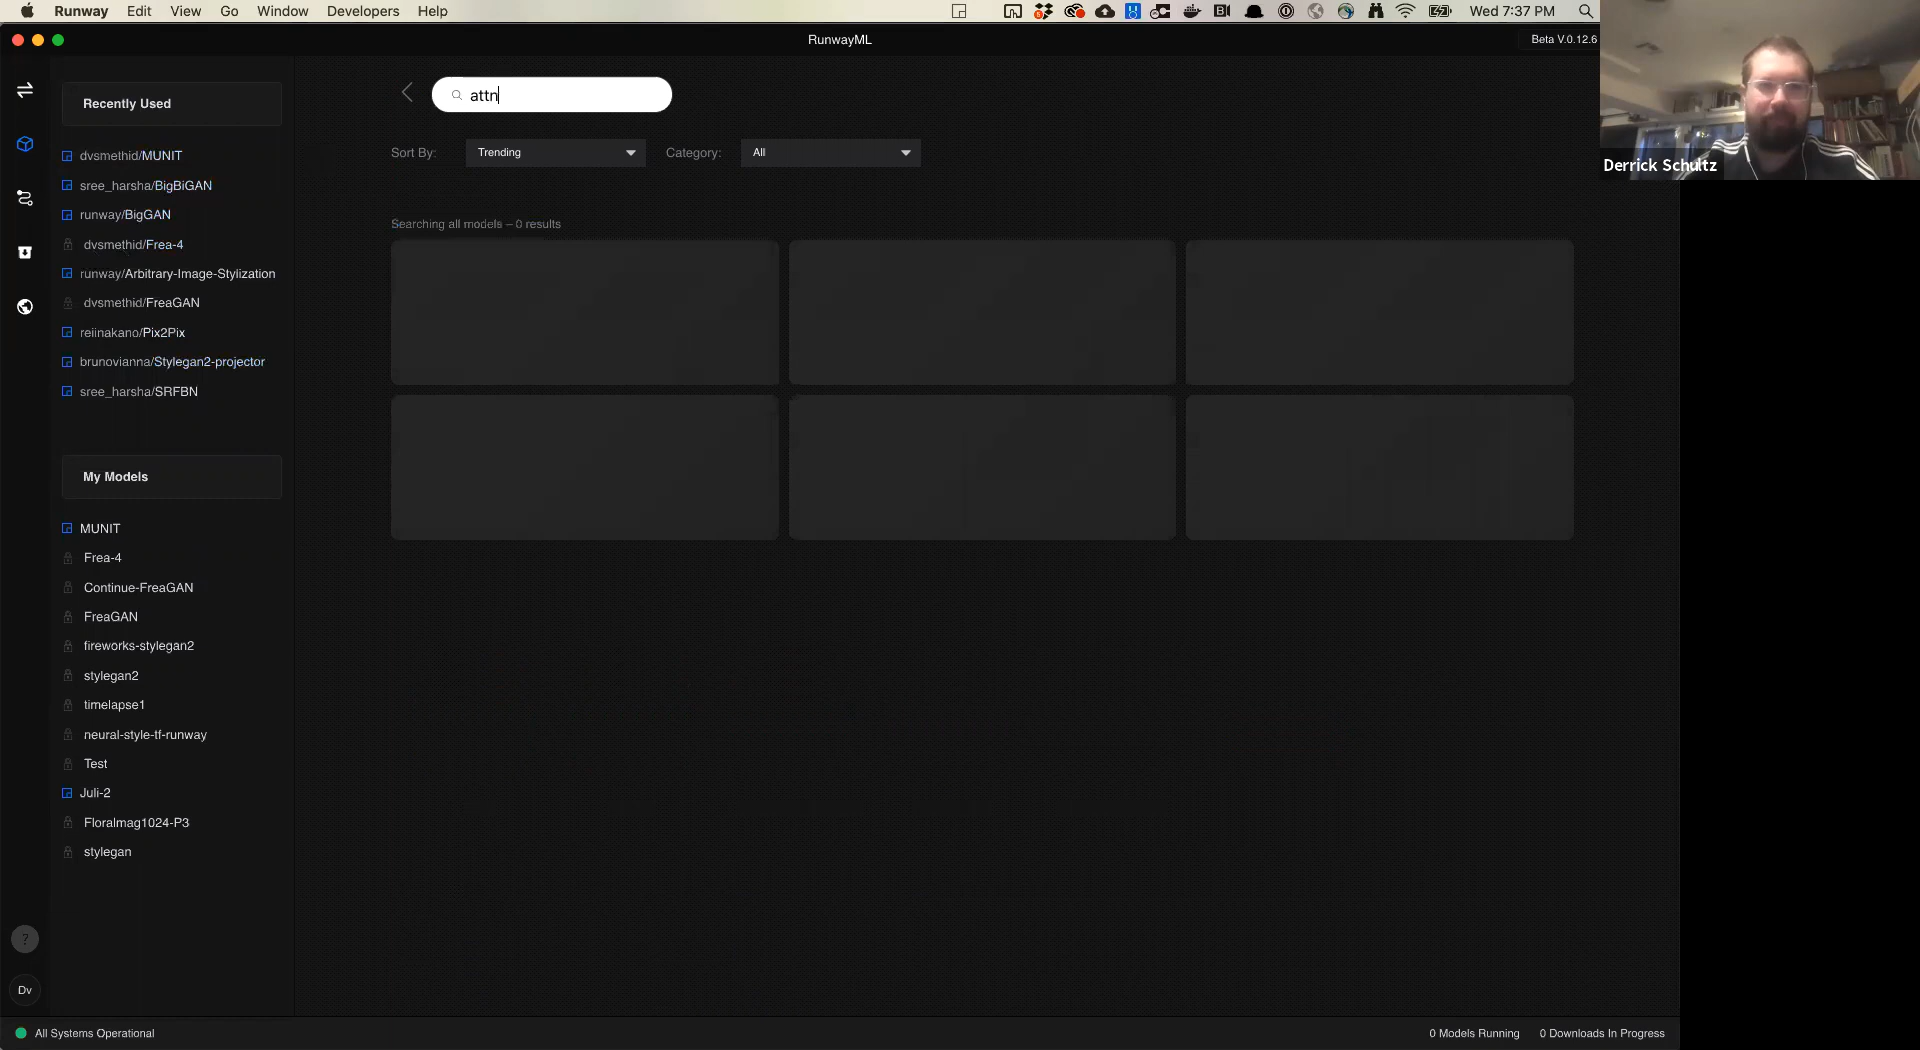 Runway Edit View Go Window Developers Help Wed 7:37 PM
RunwayML
Beta V.0.12.6
Recently Used
dvsmethid/MUNIT
sree_harsha/BigBiGAN
runway/BigGAN
dvsmethid/Frea-4
runway/Arbitrary-Image-Stylization
dvsmethid/FreaGAN
reiinakano/Pix2Pix
brunovianna/Stylegan2-projector
sree_harsha/SRFBN
My Models
MUNIT
Frea-4
Continue-FreaGAN
FreaGAN
fireworks-stylegan2
stylegan2
timelapse1
neural-style-tf-runway
Test
Juli-2
Floralmag1024-P3
stylegan
?
Dv
attn
Sort By: Trending Category: All
Searching all models – 0 results
Derrick Schultz
All Systems Operational
0 Models Running 0 Downloads In Progress